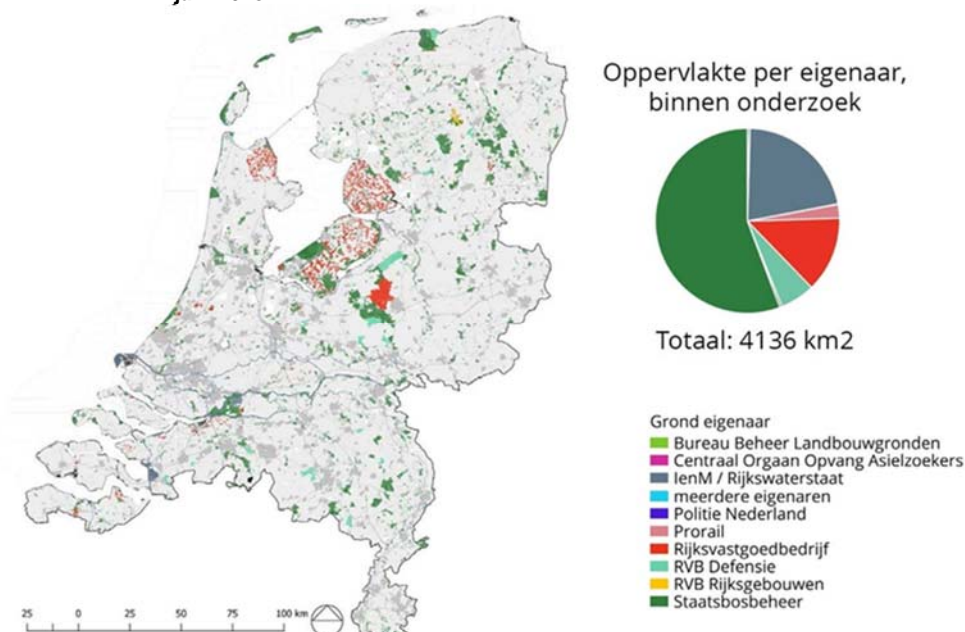 Oppervlakte per eigenaar,
binnen onderzoek
Totaal: 4136 km2
Grond eigenaar
Bureau Beheer Landbouwgronden
Centraal Orgaan Opvang Asielzoekers
IenM / Rijkswaterstaat
meerdere eigenaren
Politie Nederland
Prorail
Rijksvastgoedbedrijf
RVB Defensie
RVB Rijksgebouwen
Staatsbosbeheer
25 0 25 50 75 100 km